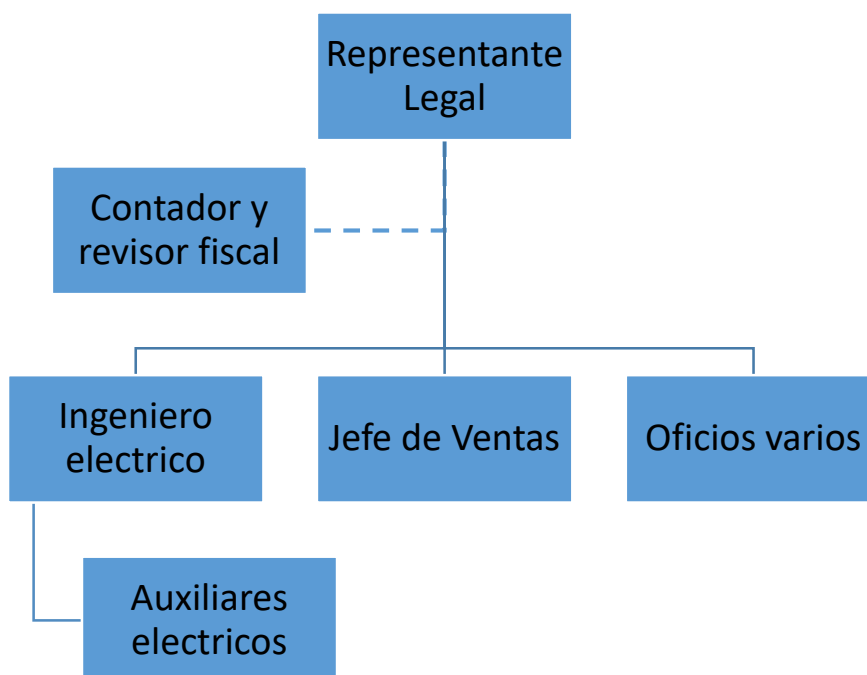 Representante
Legal
Contador y
revisor fiscal
Ingeniero
electrico
Jefe de Ventas
Oficios varios
Auxiliares
electricos